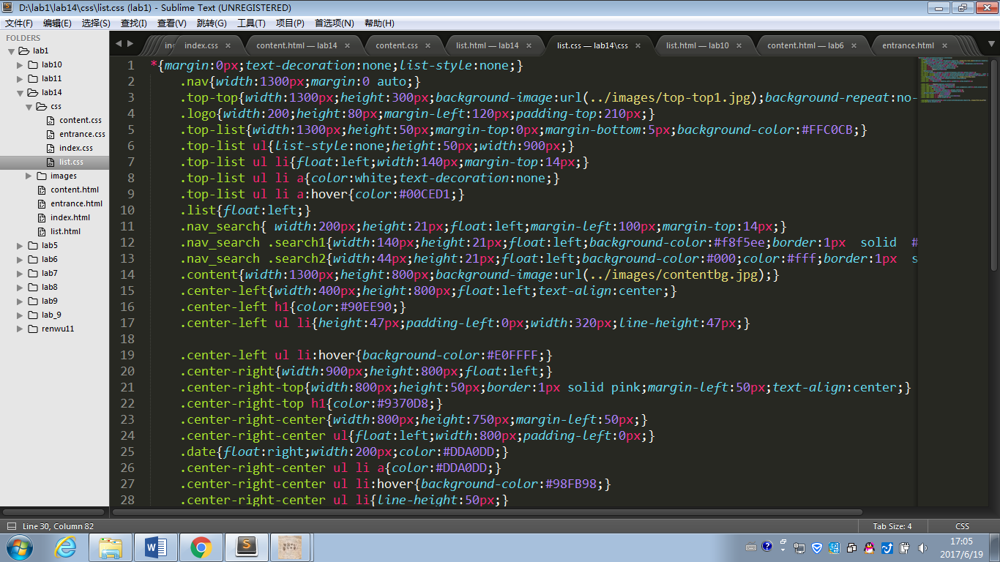 D:\lab1\lab14\css\list.css (lab1) - Sublime Text (UNREGISTERED)
文件(F) 编辑(E) 选择(S) 查找(I) 查看(V) 跳转(G) 工具(T) 项目(P) 首选项(N) 帮助(H)
FOLDERS
lab1
lab10
lab11
lab14
css
content.css
entrance.css
index.css
list.css
images
content.html
entrance.html
index.html
list.html
lab5
lab6
lab7
lab8
lab9
lab_9
renwu11
index.css × content.html — lab14 × content.css × list.html — lab14 × list.css — lab14\css × list.html — lab10 × content.html — lab6 × entrance.html ×
1 *{margin:0px;text-decoration:none;list-style:none;}
2 .nav{width:1300px;margin:0 auto;}
3 .top-top{width:1300px;height:300px;background-image:url(../images/top-top1.jpg);background-repeat:no-
4 .logo{width:200;height:80px;margin-left:120px;padding-top:210px;}
5 .top-list{width:1300px;height:50px;margin-top:0px;margin-bottom:5px;background-color:#FFC0CB;}
6 .top-list ul{list-style:none;height:50px;width:900px;}
7 .top-list ul li{float:left;width:140px;margin-top:14px;}
8 .top-list ul li a{color:white;text-decoration:none;}
9 .top-list ul li a:hover{color:#00CED1;}
10 .list{float:left;}
11 .nav_search{ width:200px;height:21px;float:left;margin-left:100px;margin-top:14px;}
12 .nav_search .search1{width:140px;height:21px;float:left;background-color:#f8f5ee;border:1px  solid  #
13 .nav_search .search2{width:44px;height:21px;float:left;background-color:#000;color:#fff;border:1px  s
14 .content{width:1300px;height:800px;background-image:url(../images/contentbg.jpg);}
15 .center-left{width:400px;height:800px;float:left;text-align:center;}
16 .center-left h1{color:#90EE90;}
17 .center-left ul li{height:47px;padding-left:0px;width:320px;line-height:47px;}
18
19 .center-left ul li:hover{background-color:#E0FFFF;}
20 .center-right{width:900px;height:800px;float:left;}
21 .center-right-top{width:800px;height:50px;border:1px solid pink;margin-left:50px;text-align:center;}
22 .center-right-top h1{color:#9370D8;}
23 .center-right-center{width:800px;height:750px;margin-left:50px;}
24 .center-right-center ul{float:left;width:800px;padding-left:0px;}
25 .date{float:right;width:200px;color:#DDA0DD;}
26 .center-right-center ul li a{color:#DDA0DD;}
27 .center-right-center ul li:hover{background-color:#98FB98;}
28 .center-right-center ul li{line-height:50px;}
Line 30, Column 82
Tab Size: 4
CSS
17:05
2017/6/19